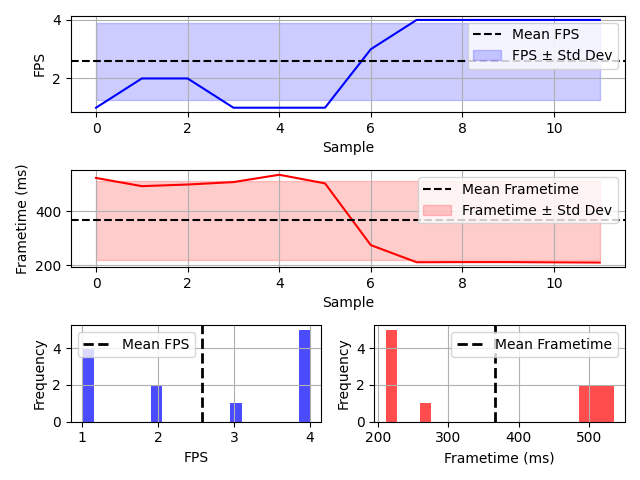 4
2
FPS
Mean FPS
FPS ± Std Dev
0 2 4 6 8 10
Sample
400
200
Frametime (ms)
Mean Frametime
Frametime ± Std Dev
0 2 4 6 8 10
Sample
4
2
0
Frequency
Mean FPS
1 2 3 4
FPS
4
2
0
Frequency
Mean Frametime
200 300 400 500
Frametime (ms)